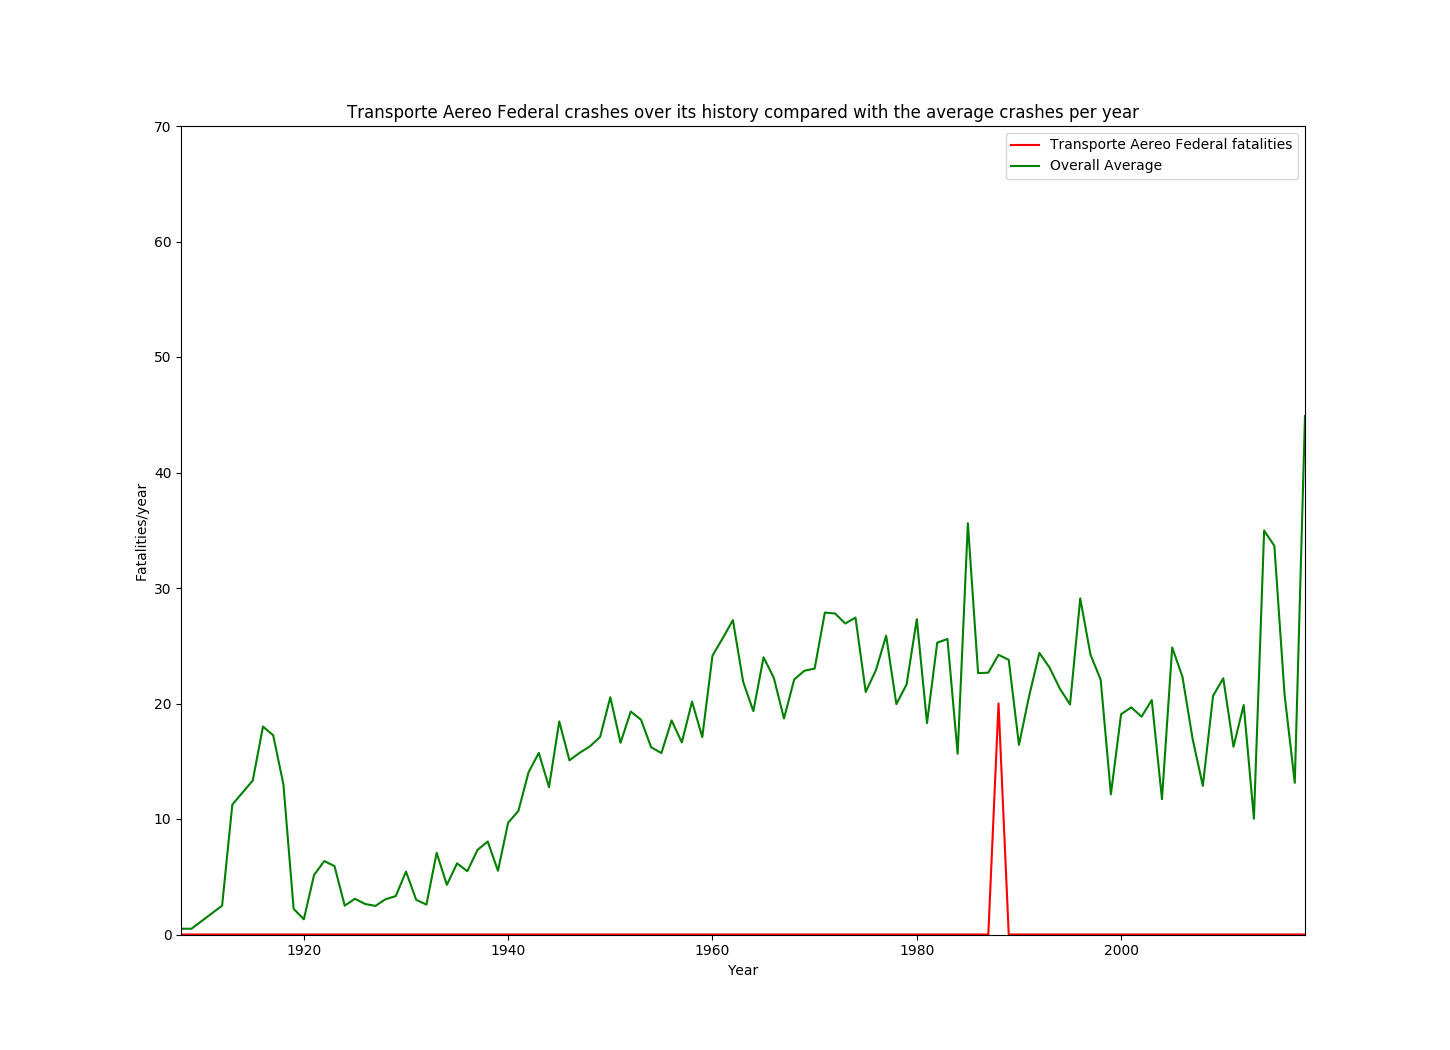 Transporte Aereo Federal crashes over its history compared with the average crashes per year
Transporte Aereo Federal fatalities
Overall Average
70
60
50
40
30
20
10
0
Fatalities/year
1920 1940 1960 1980 2000
Year